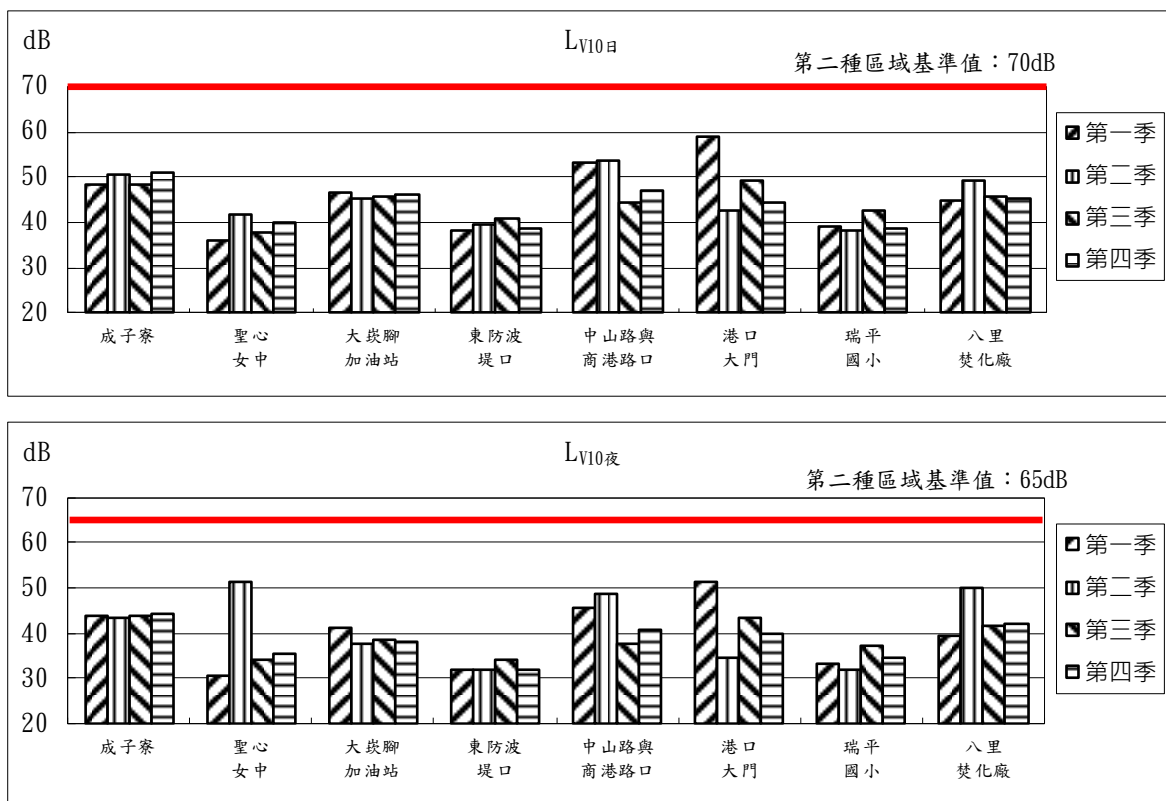 dB
LV10日
第二種區域基準值：70dB
70
60
50
40
30
20
第一季
第二季
第三季
第四季
成子寮
聖心
女中
大崁腳
加油站
東防波
堤口
中山路與
商港路口
港口
大門
瑞平
國小
八里
焚化廠
dB
LV10夜
第二種區域基準值：65dB
70
60
50
40
30
20
第一季
第二季
第三季
第四季
成子寮
聖心
女中
大崁腳
加油站
東防波
堤口
中山路與
商港路口
港口
大門
瑞平
國小
八里
焚化廠